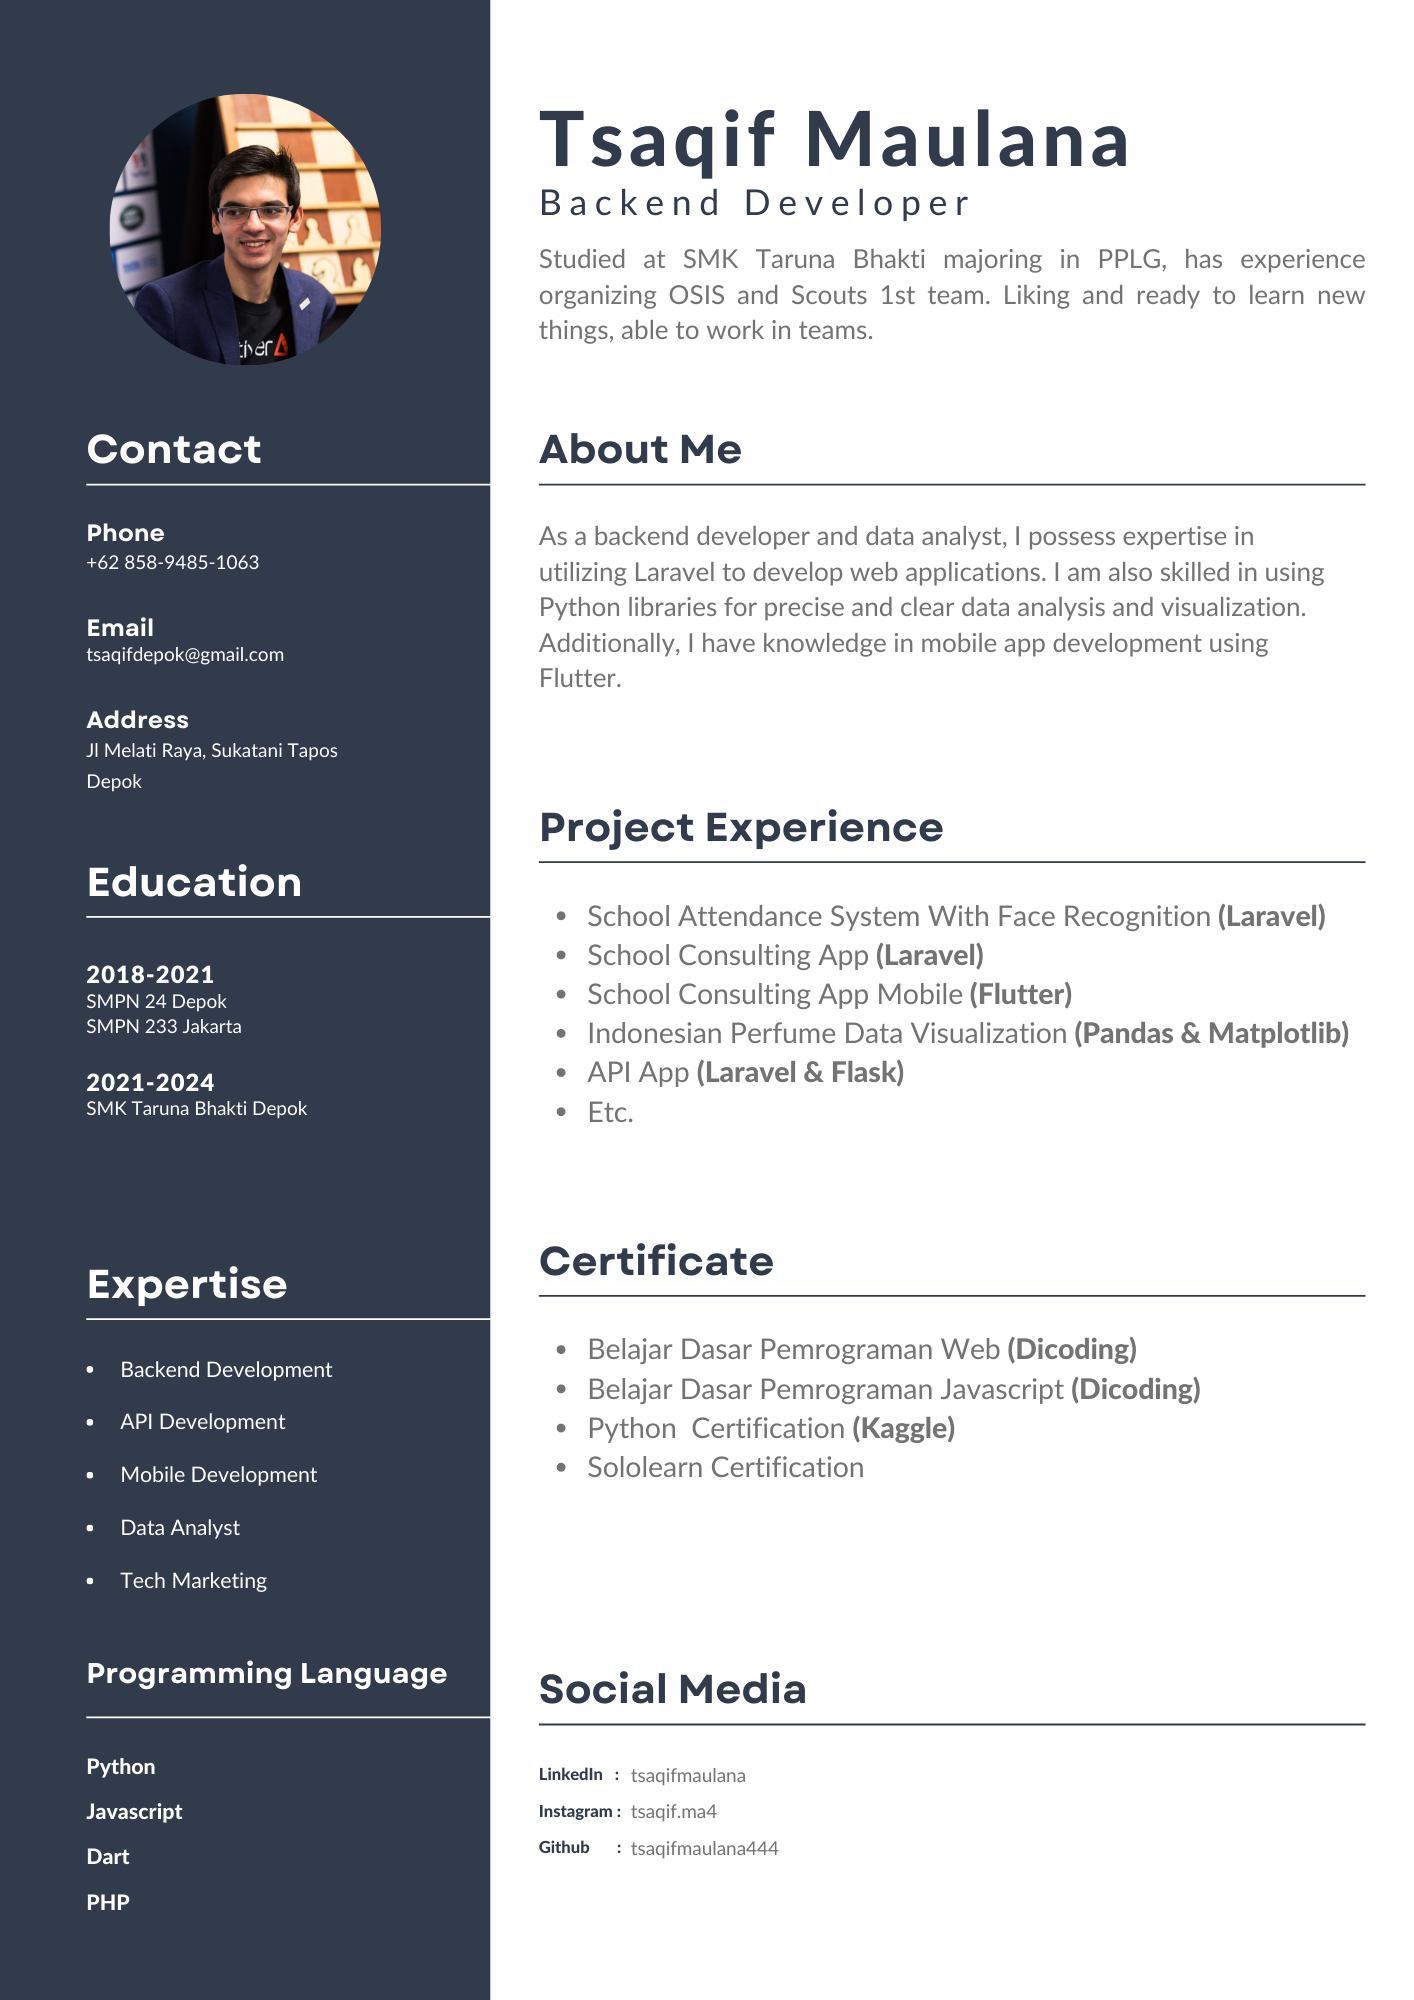 Tsaqif Maulana
Backend Developer
Studied at SMK Taruna Bhakti majoring in PPLG, has experience
organizing OSIS and Scouts 1st team. Liking and ready to learn new
things, able to work in teams.
Contact
Phone
+62 858-9485-1063
Email
tsaqifdepok@gmail.com
Address
Jl Melati Raya, Sukatani Tapos
Depok
Education
2018-2021
SMPN 24 Depok
SMPN 233 Jakarta
2021-2024
SMK Taruna Bhakti Depok
Expertise
• Backend Development
• API Development
• Mobile Development
• Data Analyst
• Tech Marketing
Programming Language
Python
Javascript
Dart
PHP
About Me
As a backend developer and data analyst, I possess expertise in
utilizing Laravel to develop web applications. I am also skilled in using
Python libraries for precise and clear data analysis and visualization.
Additionally, I have knowledge in mobile app development using
Flutter.
Project Experience
• School Attendance System With Face Recognition (Laravel)
• School Consulting App (Laravel)
• School Consulting App Mobile (Flutter)
• Indonesian Perfume Data Visualization (Pandas & Matplotlib)
• API App (Laravel & Flask)
• Etc.
Certificate
• Belajar Dasar Pemrograman Web (Dicoding)
• Belajar Dasar Pemrograman Javascript (Dicoding)
• Python  Certification (Kaggle)
• Sololearn Certification
Social Media
LinkedIn : tsaqifmaulana
Instagram : tsaqif.ma4
Github : tsaqifmaulana444